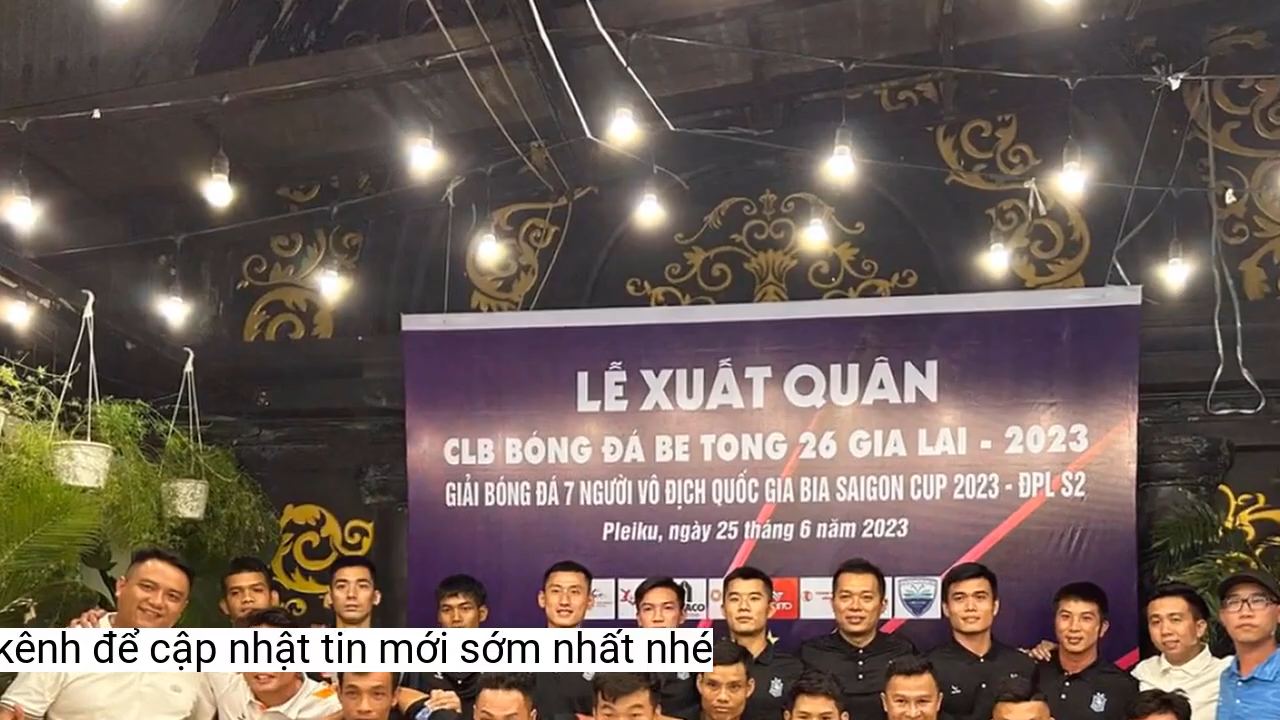 LỄ XUẤT QUÂN
CLB BÓNG ĐÁ BE TONG 26 GIA LAI - 2023
GIẢI BÓNG ĐÁ 7 NGƯỜI VÔ ĐỊCH QUỐC GIA BIA SAIGON CUP 2023 - ĐPL S2
Pleiku, ngày 25 tháng 6 năm 2023
kênh để cập nhật tin mới sớm nhất nhé